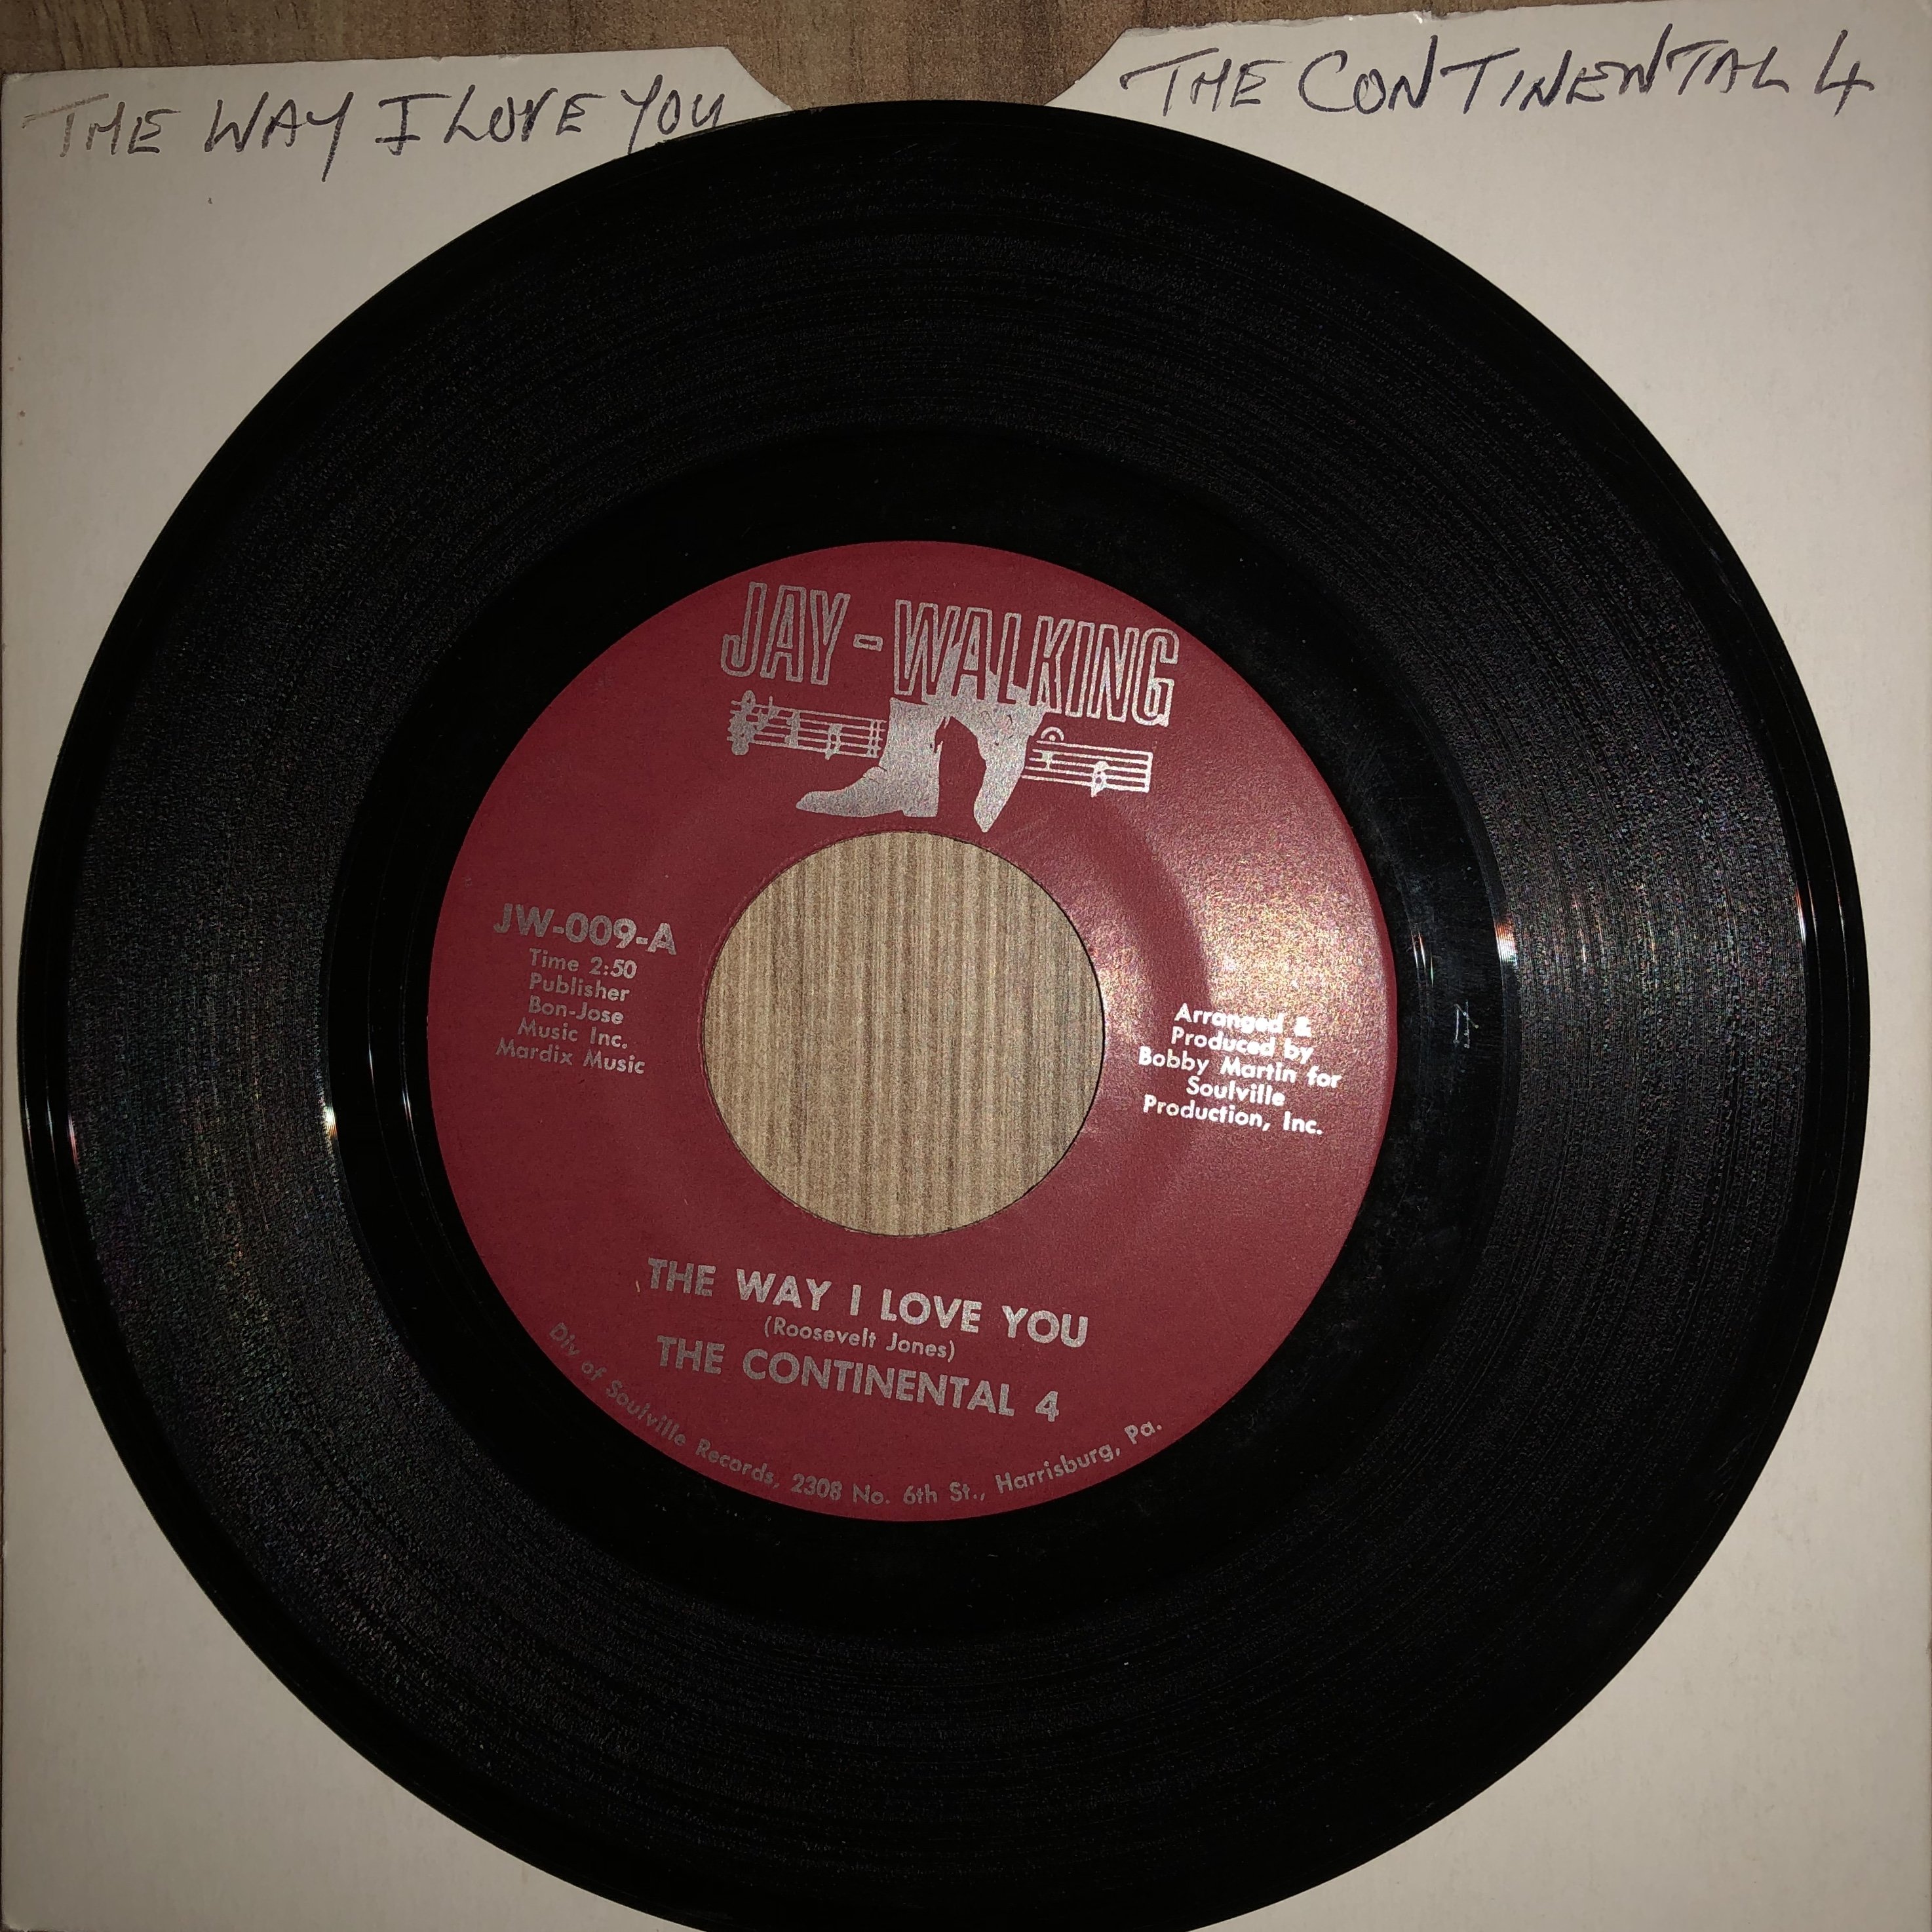 THE WAY I LOVE YOU
THE CONTINENTAL 4
JAY-WALKING
JW-009-A
Time 2:50
Publisher
Bon-Jose
Music Inc.
Mardix Music
Arranged &
Produced by
Bobby Martin for
Soulville
Production, Inc.
THE WAY I LOVE YOU
(Roosevelt Jones)
THE CONTINENTAL 4
Div of Soulville Records, 2308 No. 6th St., Harrisburg, Pa.